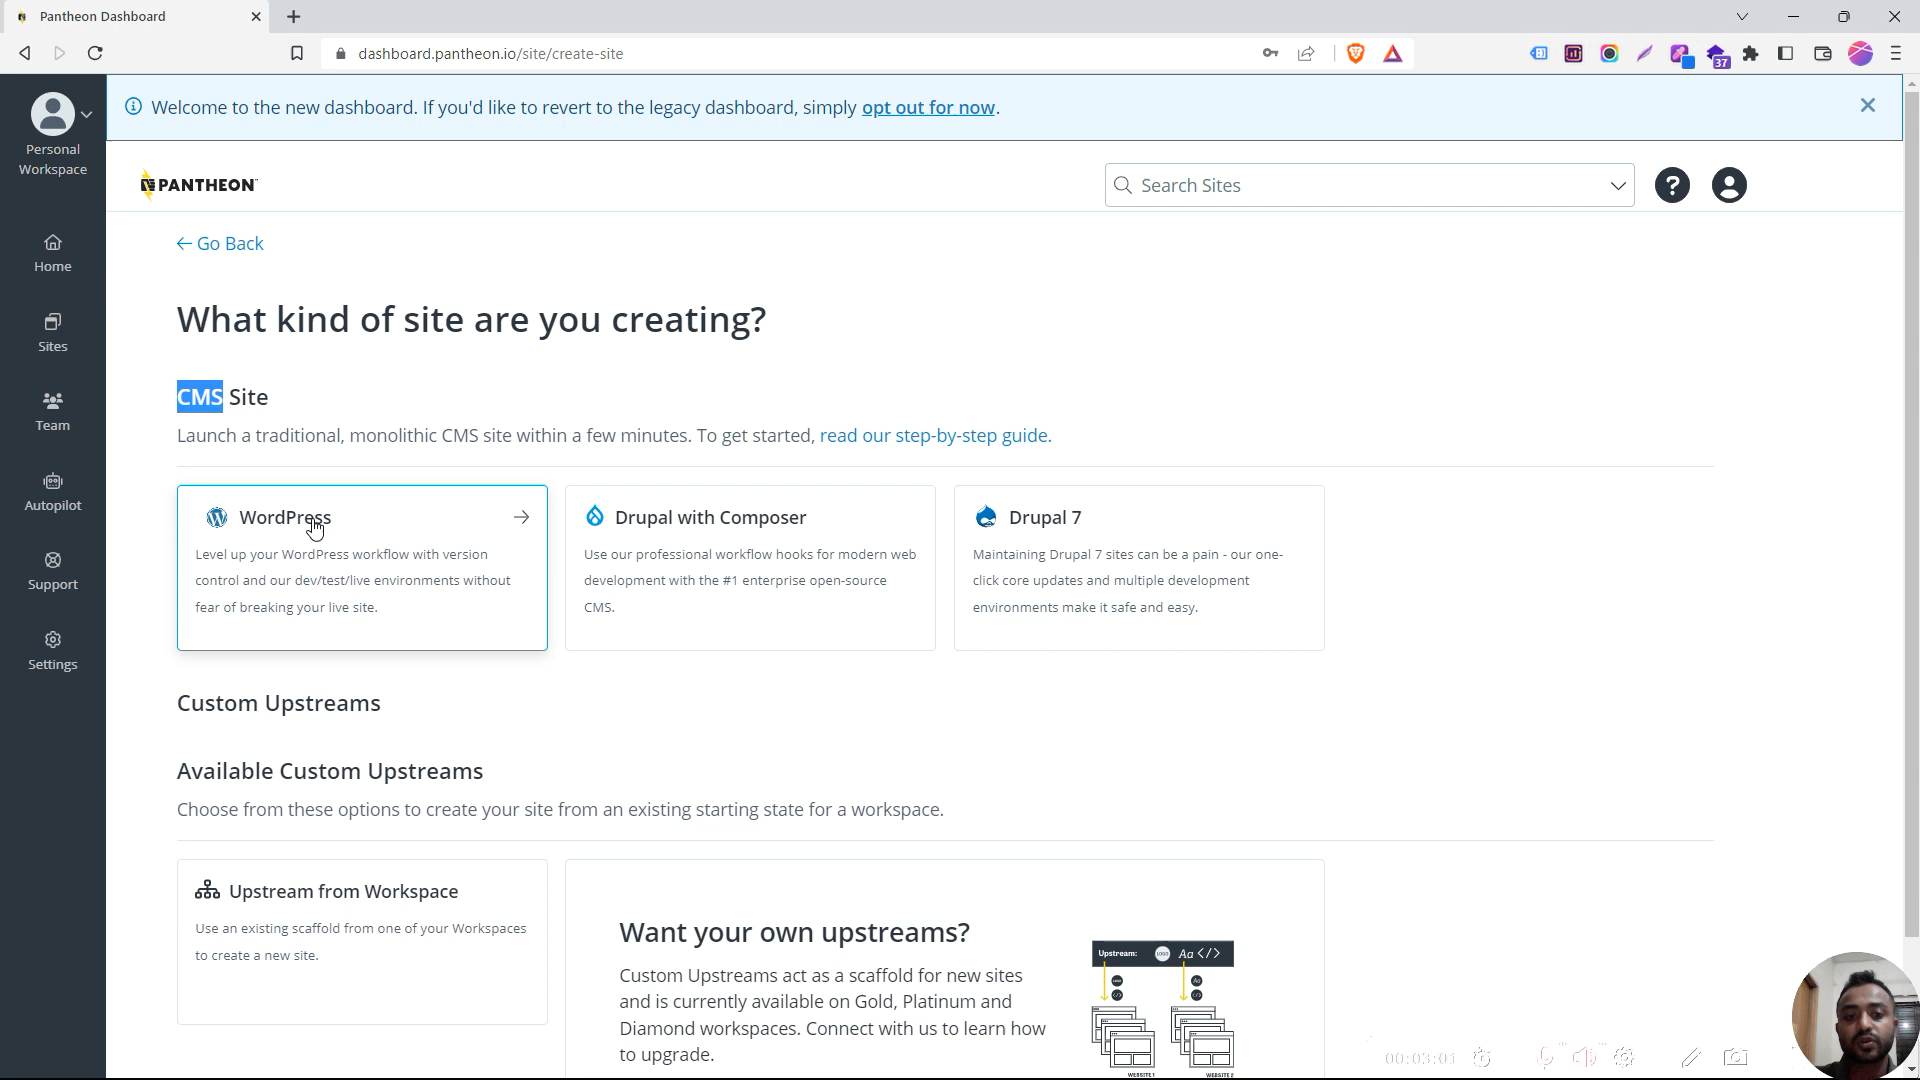 Pantheon Dashboard
dashboard.pantheon.io/site/create-site
37
Welcome to the new dashboard. If you'd like to revert to the legacy dashboard, simply opt out for now.
Personal
Workspace
PANTHEON
Search Sites
?
Go Back
Home
What kind of site are you creating?
Sites
CMS Site
Team
Launch a traditional, monolithic CMS site within a few minutes. To get started, read our step-by-step guide.
Autopilot
WordPress
Level up your WordPress workflow with version
control and our dev/test/live environments without
fear of breaking your live site.
Drupal with Composer
Use our professional workflow hooks for modern web
development with the #1 enterprise open-source
CMS.
Drupal 7
Maintaining Drupal 7 sites can be a pain - our one-
click core updates and multiple development
environments make it safe and easy.
Support
Settings
Custom Upstreams
Available Custom Upstreams
Choose from these options to create your site from an existing starting state for a workspace.
Upstream from Workspace
Use an existing scaffold from one of your Workspaces
to create a new site.
Want your own upstreams?
Custom Upstreams act as a scaffold for new sites
and is currently available on Gold, Platinum and
Diamond workspaces. Connect with us to learn how
to upgrade.
Upstream: LOGO Aa </>
WEBSITE 1 WEBSITE 2
00:03:01